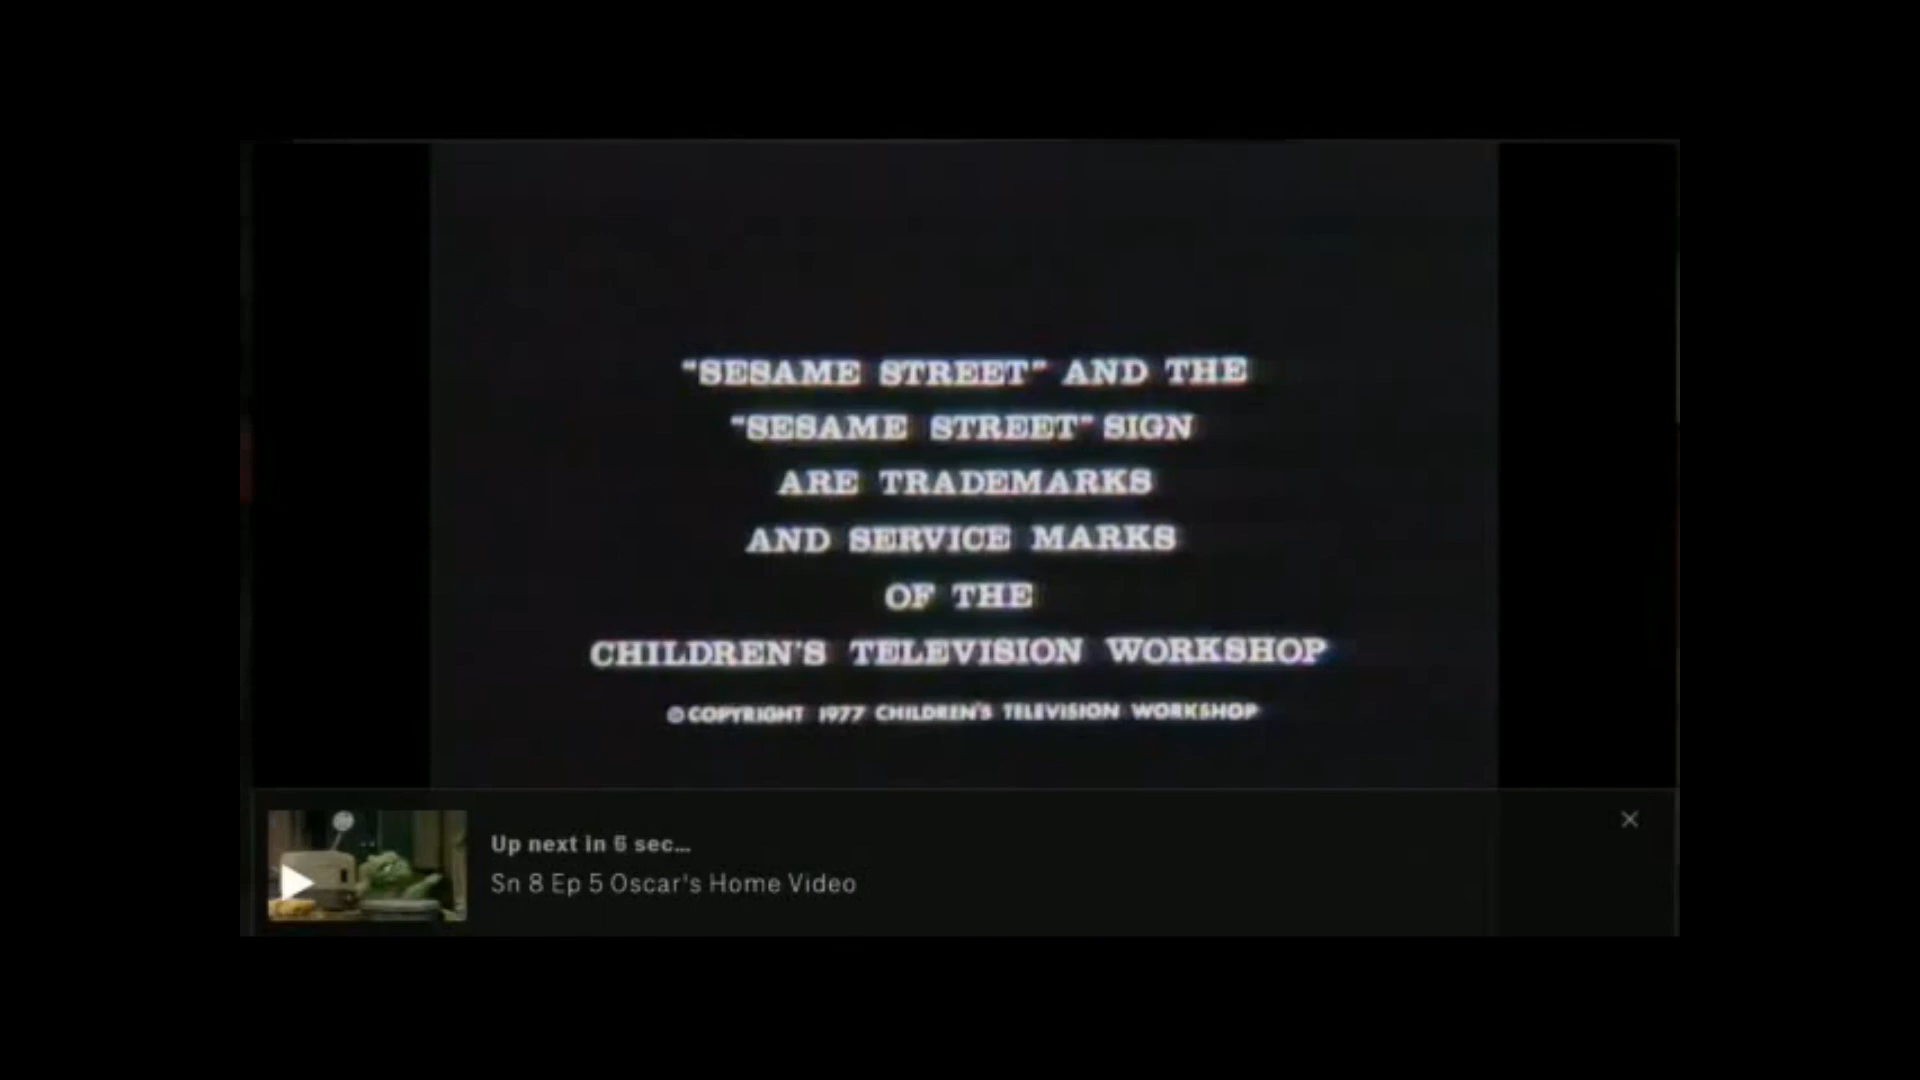 "SESAME STREET" AND THE
"SESAME STREET" SIGN
ARE TRADEMARKS
AND SERVICE MARKS
OF THE
CHILDREN'S TELEVISION WORKSHOP
© COPYRIGHT 1977 CHILDREN'S TELEVISION WORKSHOP
Up next in 6 sec...
Sn 8 Ep 5 Oscar's Home Video